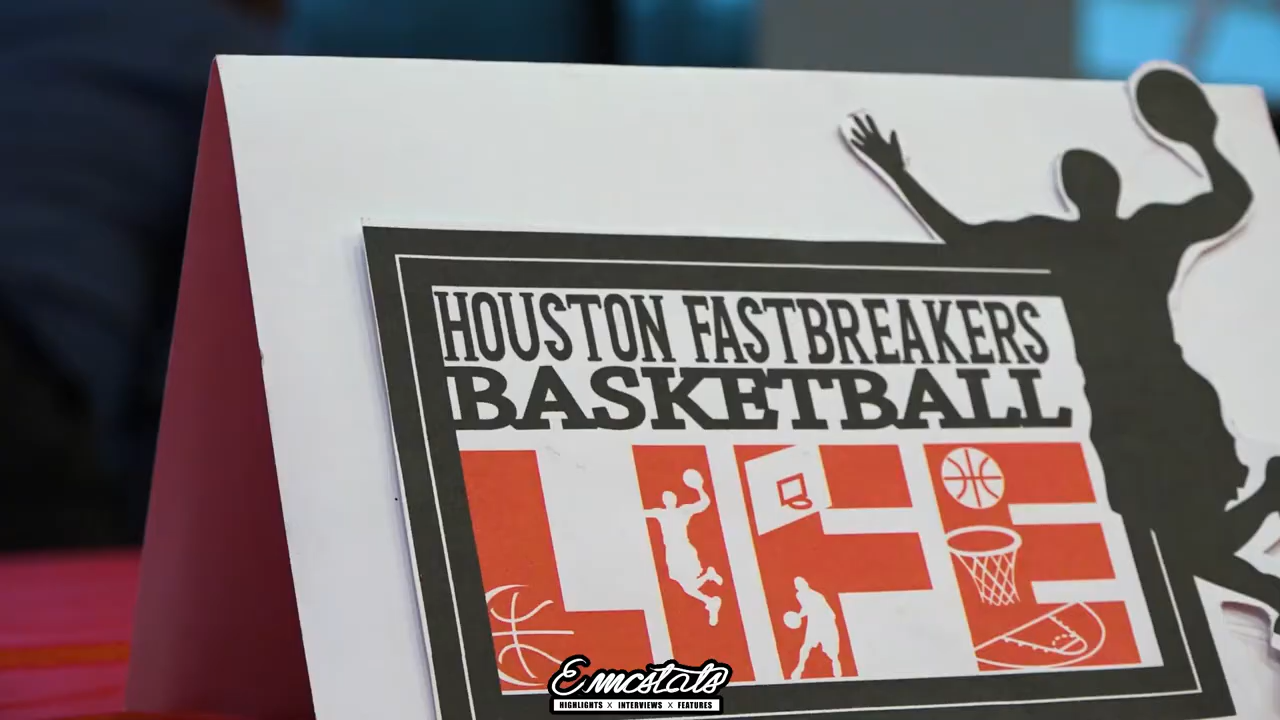 HOUSTON FASTBREAKERS
BASKETBALL
LIFE
Emcstats
HIGHLIGHTS X INTERVIEWS X FEATURES